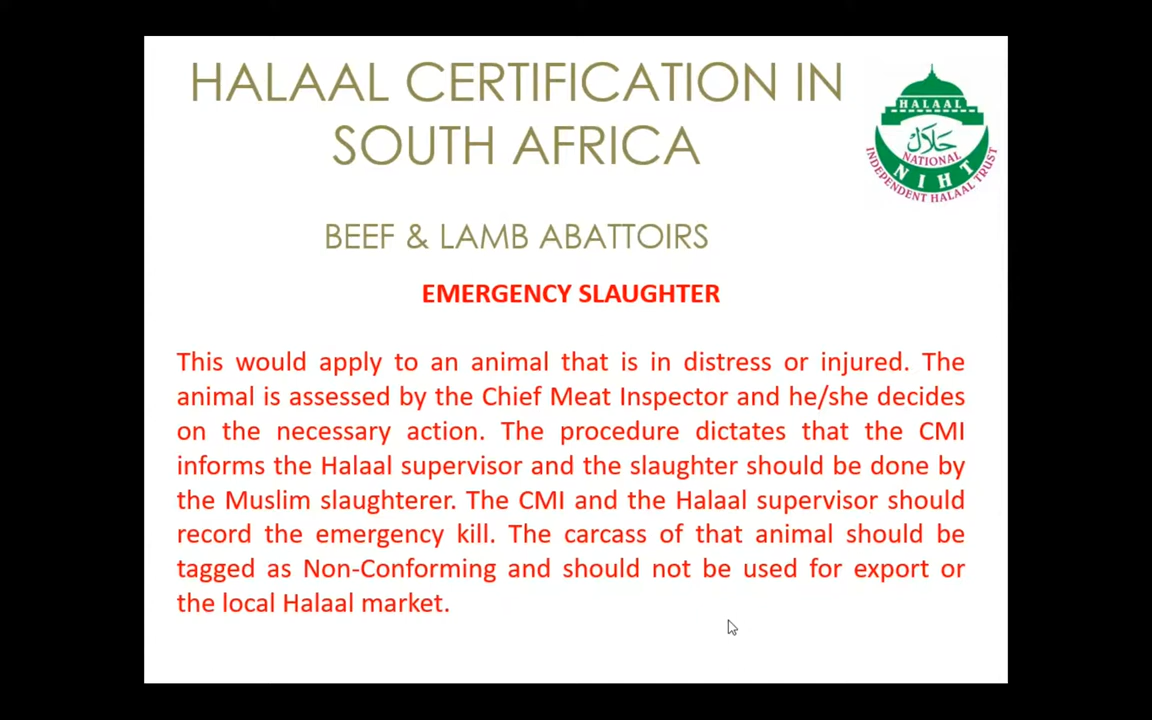 HALAAL CERTIFICATION IN
SOUTH AFRICA
HALAAL
حلال
NATIONAL
NIHT
INDEPENDENT HALAAL TRUST
BEEF & LAMB ABATTOIRS
EMERGENCY SLAUGHTER
This would apply to an animal that is in distress or injured. The
animal is assessed by the Chief Meat Inspector and he/she decides
on the necessary action. The procedure dictates that the CMI
informs the Halaal supervisor and the slaughter should be done by
the Muslim slaughterer. The CMI and the Halaal supervisor should
record the emergency kill. The carcass of that animal should be
tagged as Non-Conforming and should not be used for export or
the local Halaal market.